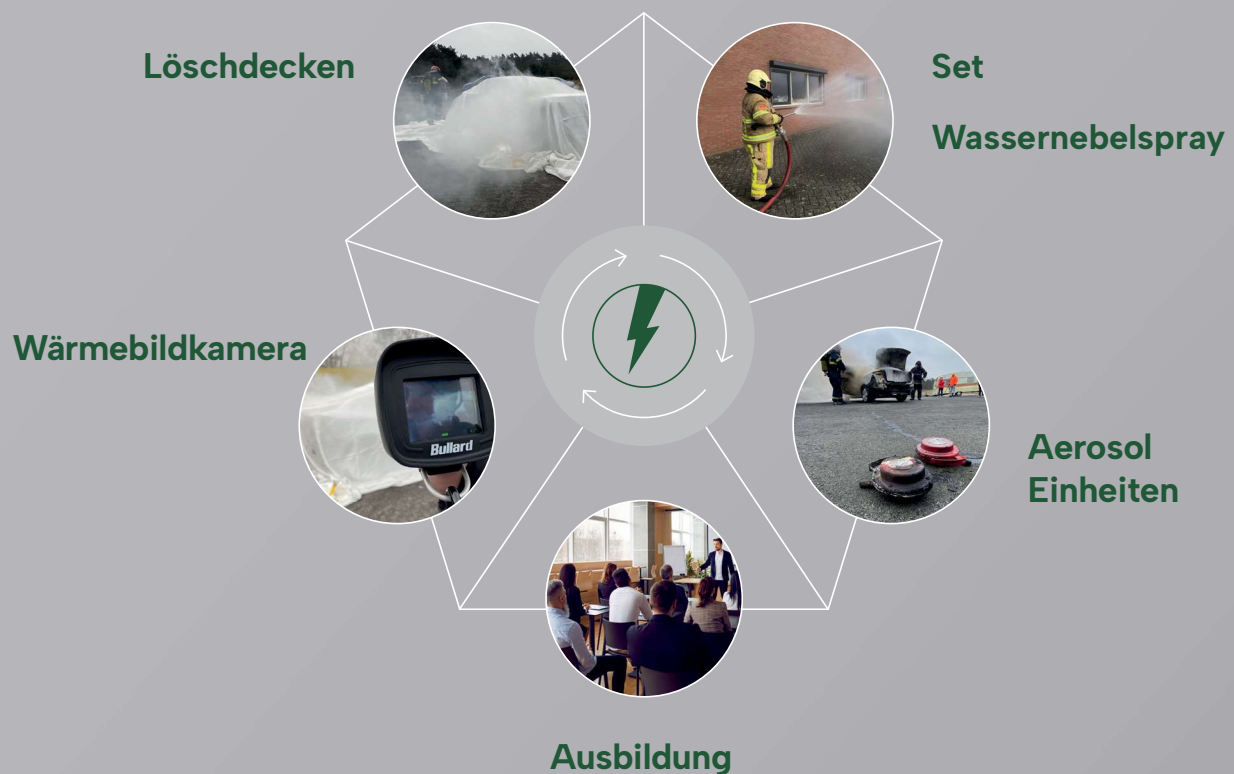 Löschdecken
Set
Wassernebelspray
Wärmebildkamera
Bullard
Aerosol
Einheiten
Ausbildung